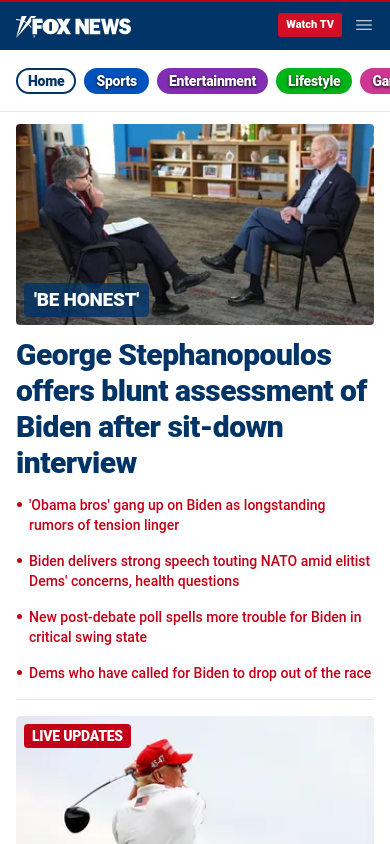 FOX NEWS
Watch TV
Home
Sports
Entertainment
Lifestyle
'BE HONEST'
George Stephanopoulos
offers blunt assessment of
Biden after sit-down
interview
'Obama bros' gang up on Biden as longstanding
rumors of tension linger
Biden delivers strong speech touting NATO amid elitist
Dems' concerns, health questions
New post-debate poll spells more trouble for Biden in
critical swing state
Dems who have called for Biden to drop out of the race
LIVE UPDATES
45-47